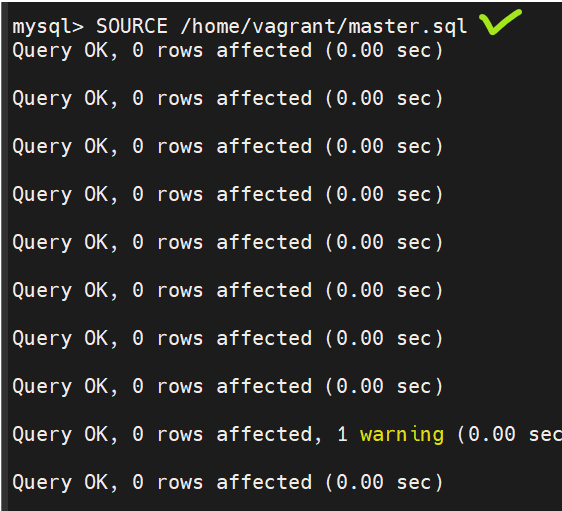 mysql> SOURCE /home/vagrant/master.sql
Query OK, 0 rows affected (0.00 sec)
Query OK, 0 rows affected (0.00 sec)
Query OK, 0 rows affected (0.00 sec)
Query OK, 0 rows affected (0.00 sec)
Query OK, 0 rows affected (0.00 sec)
Query OK, 0 rows affected (0.00 sec)
Query OK, 0 rows affected (0.00 sec)
Query OK, 0 rows affected (0.00 sec)
Query OK, 0 rows affected, 1 warning (0.00 sec
Query OK, 0 rows affected (0.00 sec)